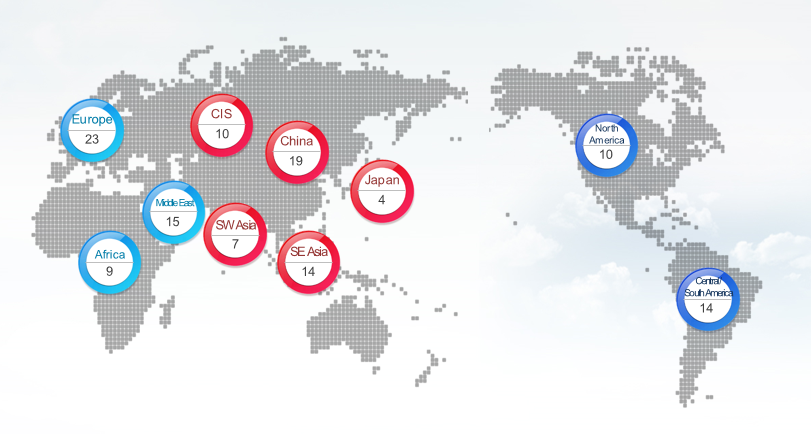 CIS
10
Europe
23
China
19
North
America
10
Japan
4
Middle East
15
SW Asia
7
Africa
9
SE Asia
14
Central/
South America
14